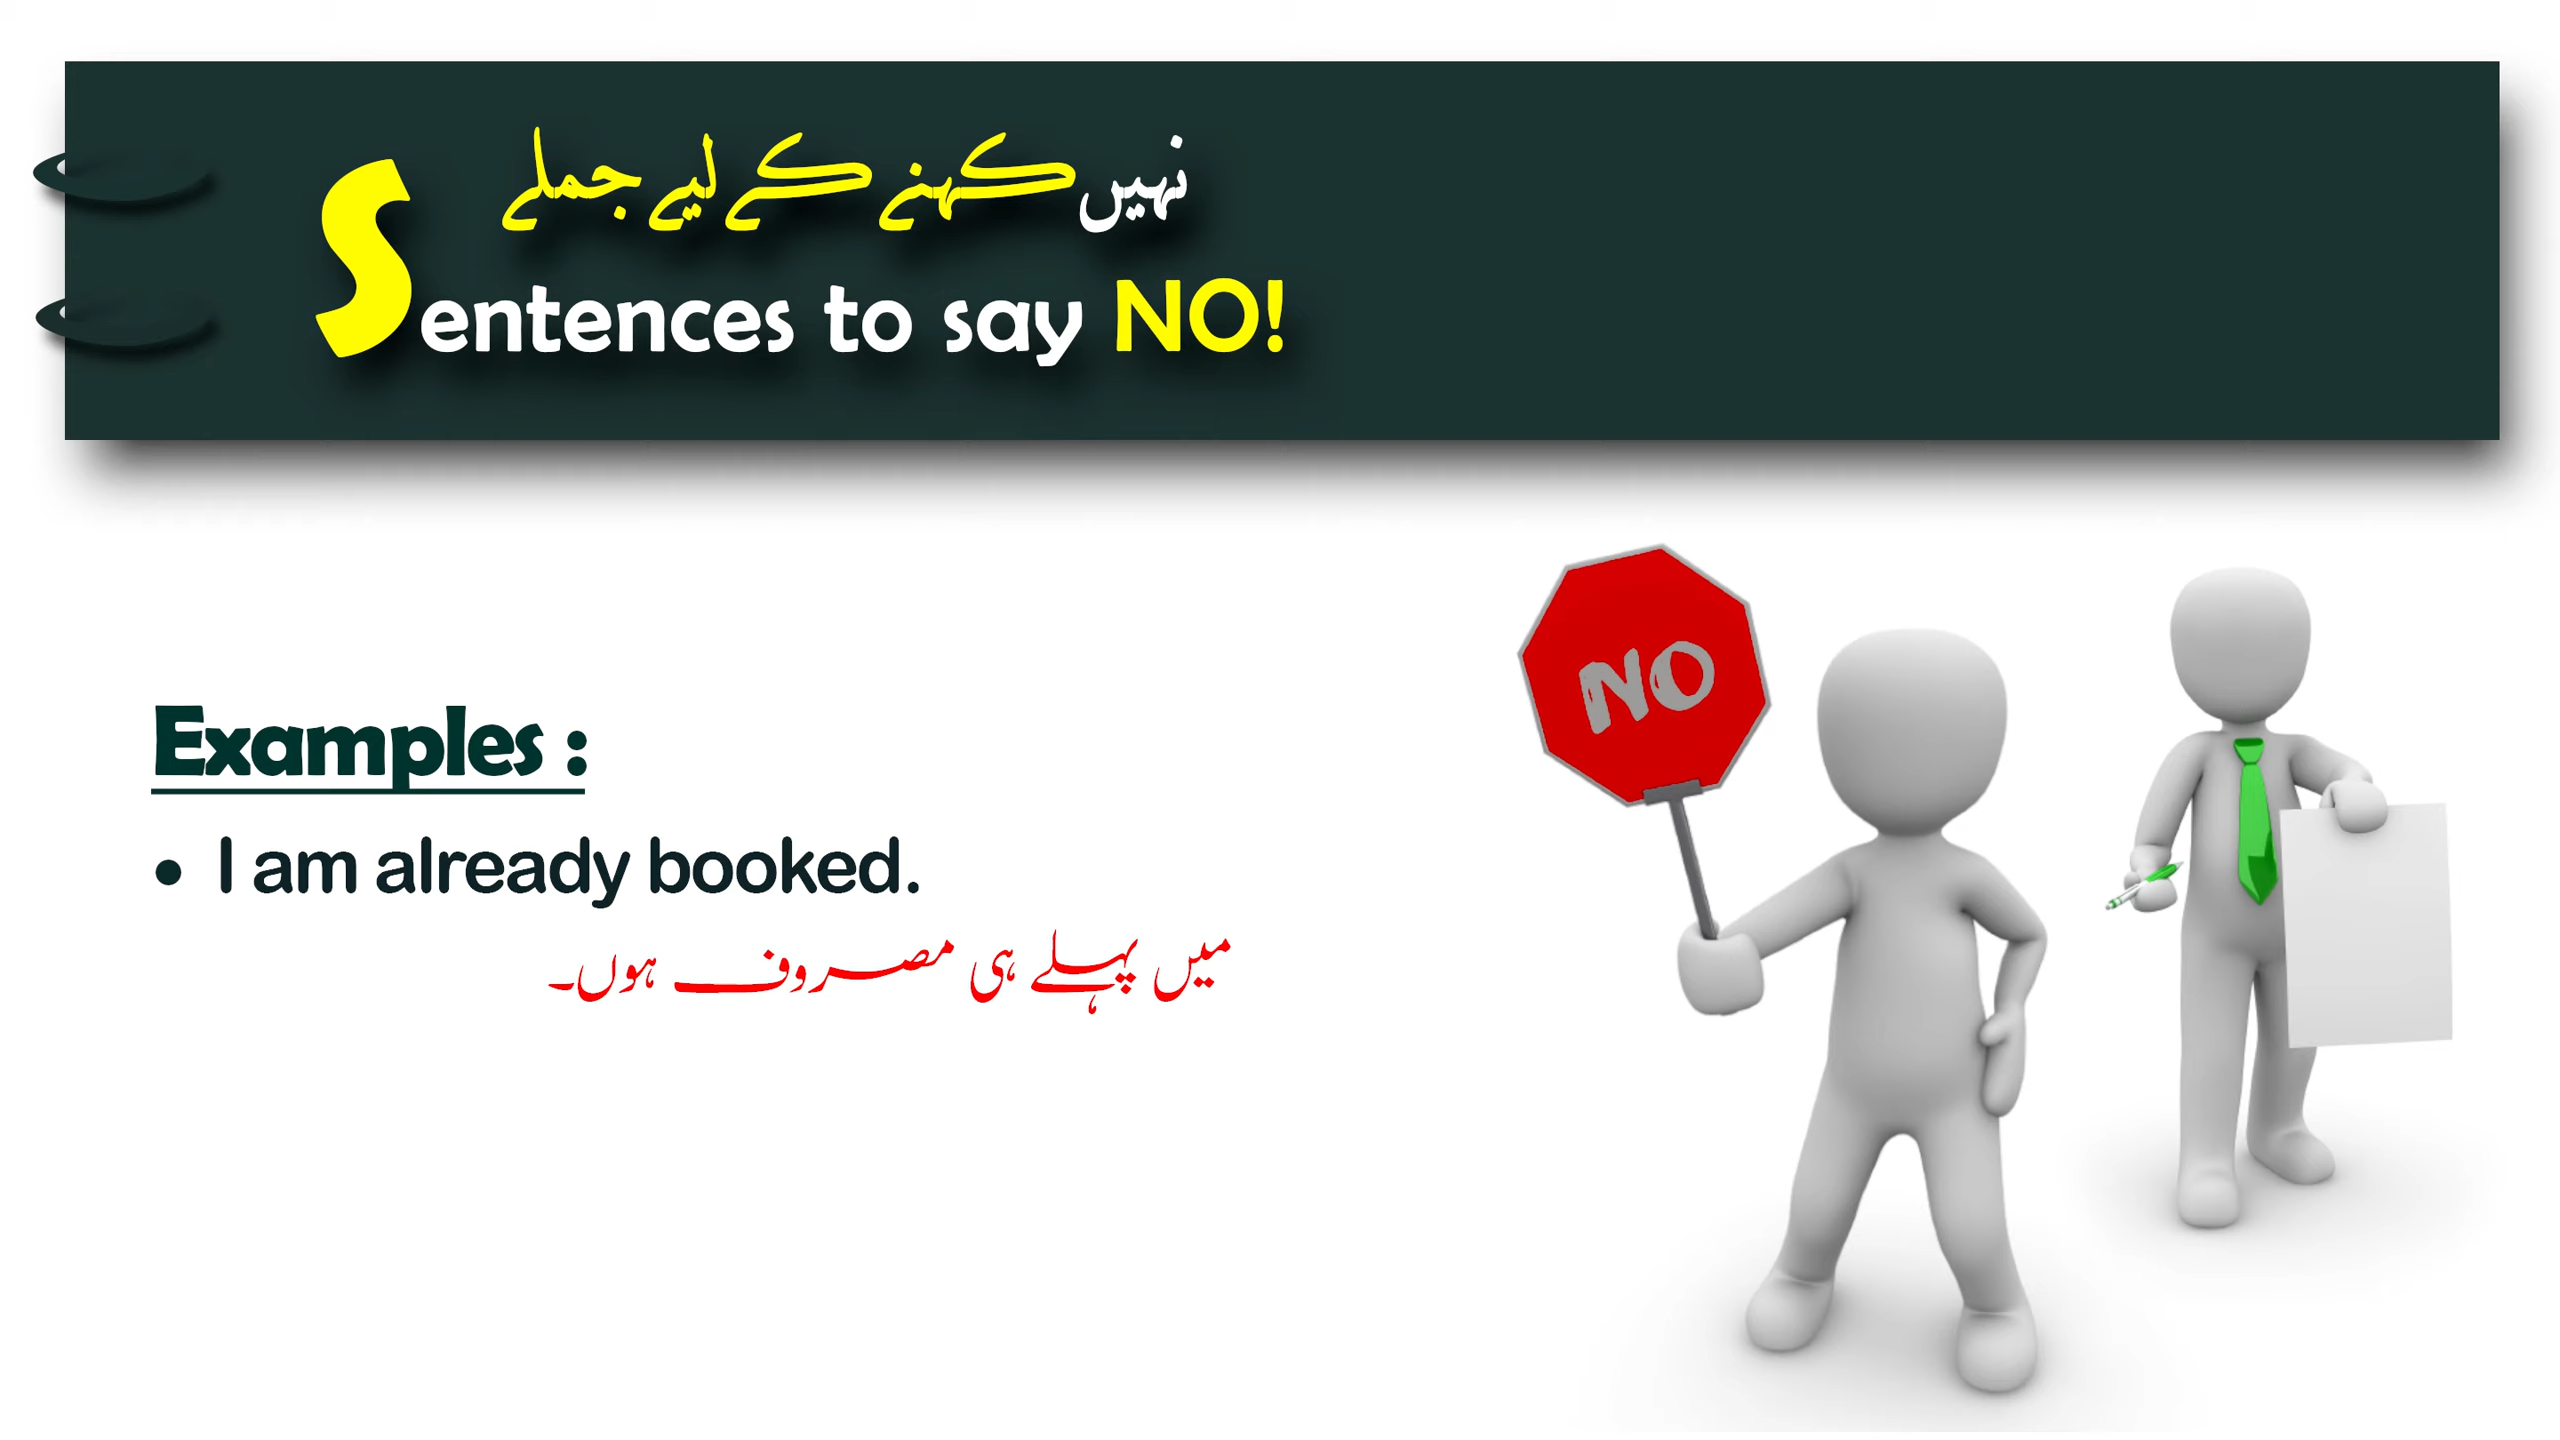 نہیں کہنے کے لیے جملے
Sentences to say NO!
NO
Examples :
• I am already booked.
میں پہلے ہی مصروف ہوں۔